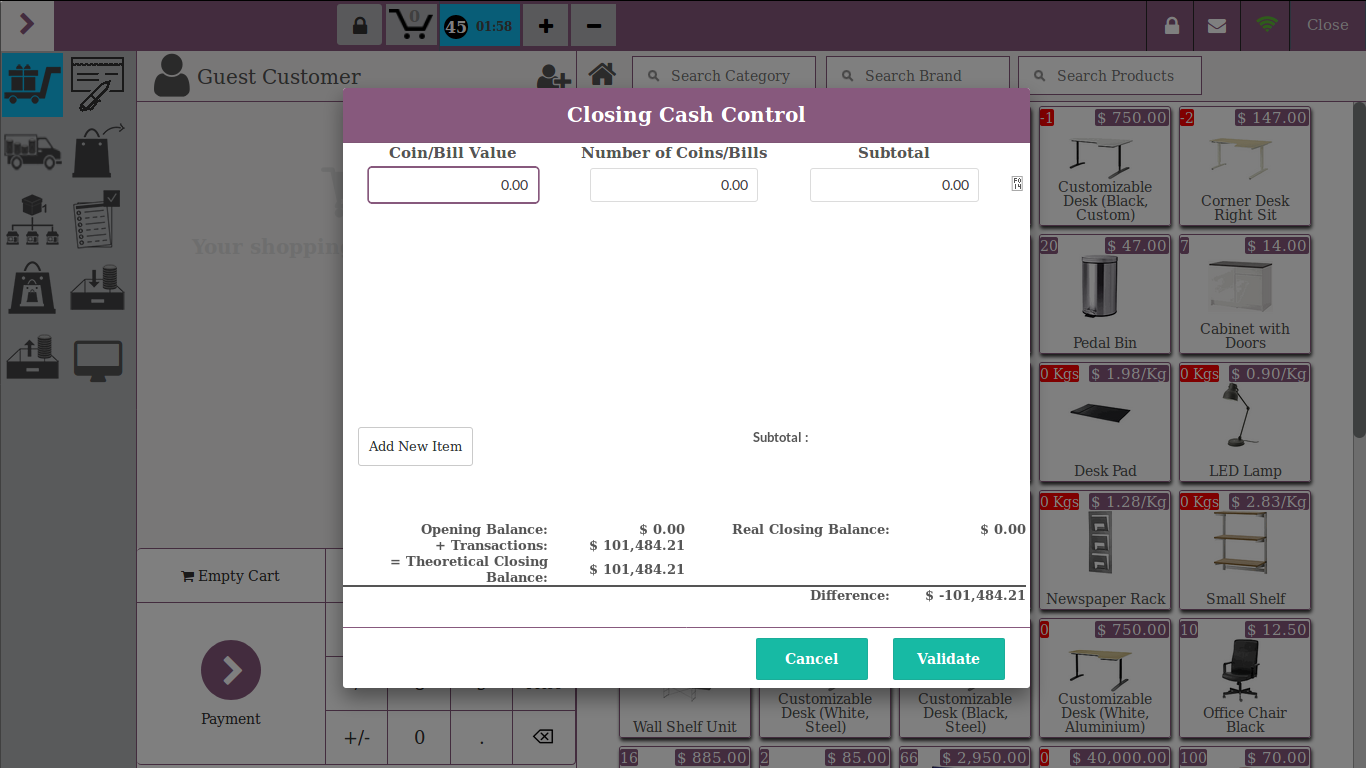 0
45 01:58
+
−
Close
Guest Customer
Search Category
Search Brand
Search Products
Closing Cash Control
Coin/Bill Value
Number of Coins/Bills
Subtotal
0.00
0.00
0.00
Your shoppin
Add New Item
Subtotal :
Opening Balance:
$ 0.00
Real Closing Balance:
$ 0.00
+ Transactions:
$ 101,484.21
= Theoretical Closing
Balance:
$ 101,484.21
Difference:
$ -101,484.21
Cancel
Validate
-1
$ 750.00
Customizable
Desk (Black,
Custom)
-2
$ 147.00
Corner Desk
Right Sit
20
$ 47.00
Pedal Bin
7
$ 14.00
Cabinet with
Doors
0 Kgs
$ 1.98/Kg
Desk Pad
0 Kgs
$ 0.90/Kg
LED Lamp
0 Kgs
$ 1.28/Kg
Newspaper Rack
0 Kgs
$ 2.83/Kg
Small Shelf
Wall Shelf Unit
Customizable
Desk (White,
Steel)
Customizable
Desk (Black,
Steel)
0
$ 750.00
Customizable
Desk (White,
Aluminium)
10
$ 12.50
Office Chair
Black
16
$ 885.00
2
$ 85.00
66
$ 2,950.00
0
$ 40,000.00
100
$ 70.00
Empty Cart
Payment
+/-
0
.